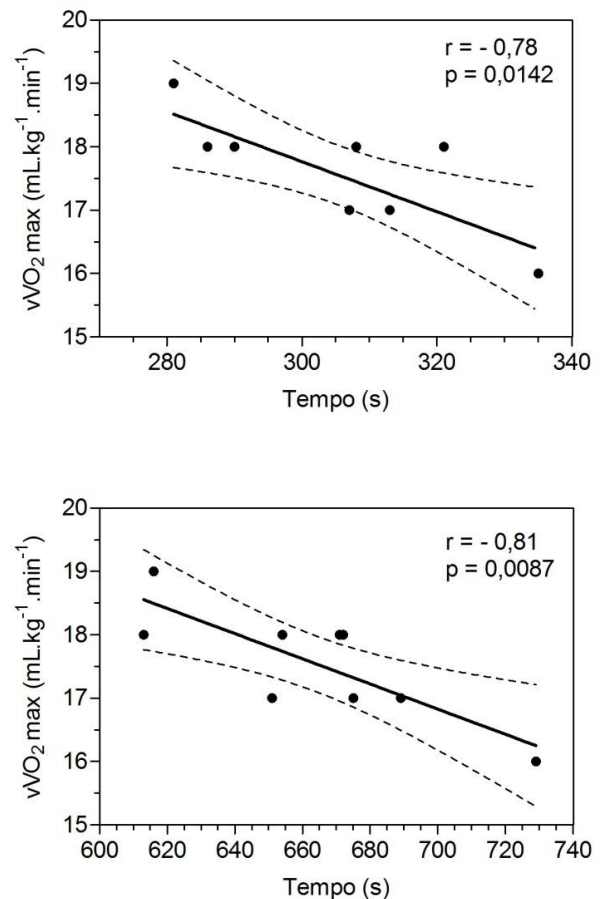 20
19
18
17
16
15
vVO₂ max (mL.kg⁻¹.min⁻¹)
r = - 0,78
p = 0,0142
280 300 320 340
Tempo (s)
20
19
18
17
16
15
vVO₂ max (mL.kg⁻¹.min⁻¹)
r = - 0,81
p = 0,0087
600 620 640 660 680 700 720 740
Tempo (s)